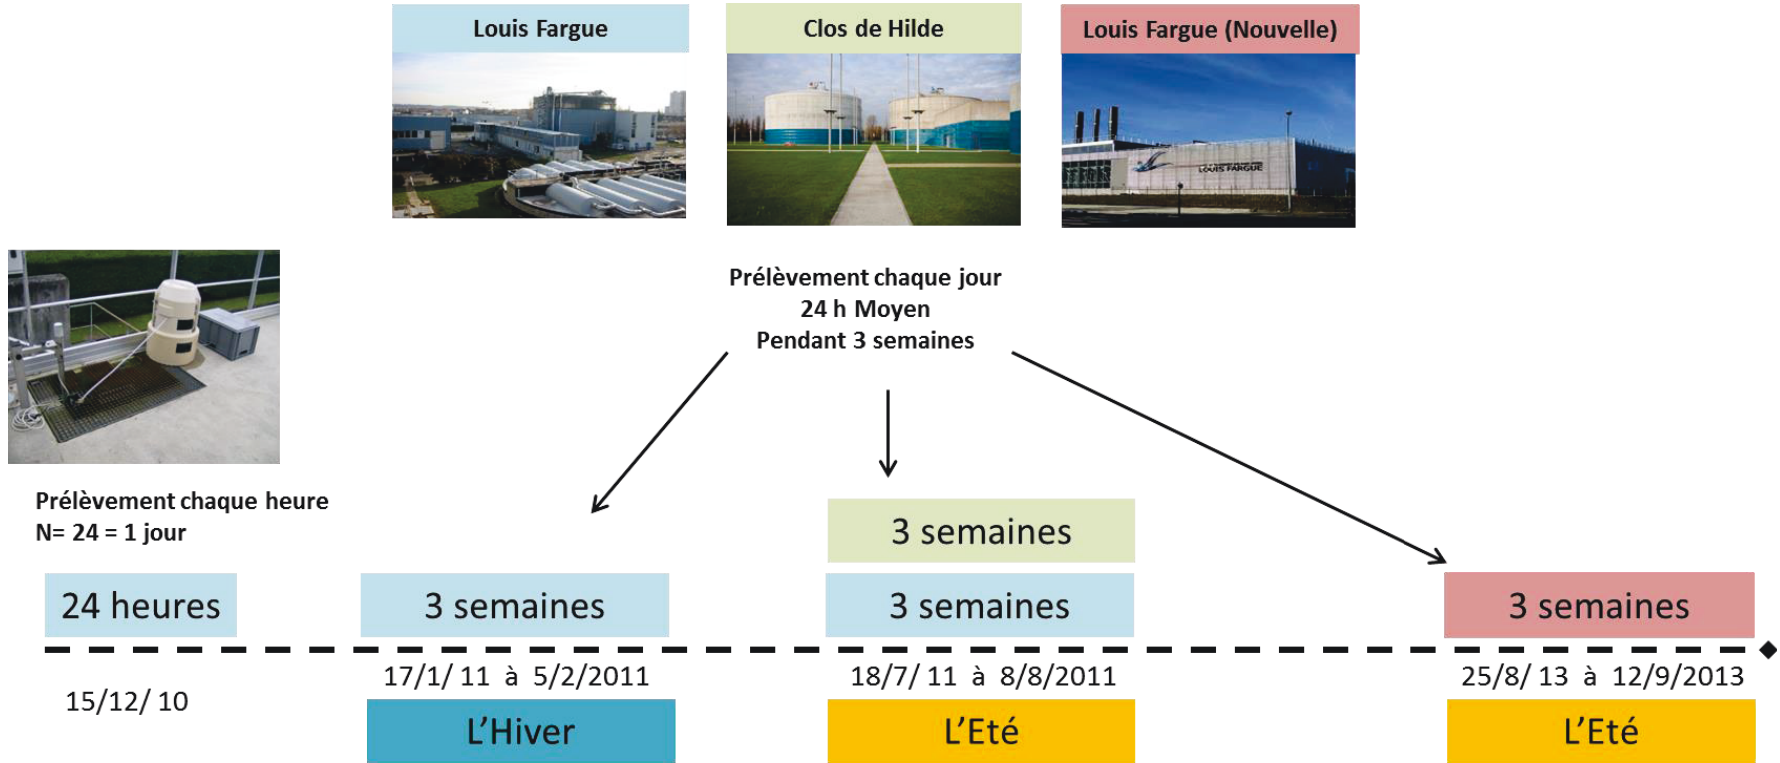 Louis Fargue
Clos de Hilde
Louis Fargue (Nouvelle)
LOUIS FARGUE
Prélèvement chaque jour
24 h Moyen
Pendant 3 semaines
Prélèvement chaque heure
N= 24 = 1 jour
3 semaines
24 heures
3 semaines
3 semaines
3 semaines
15/12/ 10
17/1/ 11 à 5/2/2011
18/7/ 11 à 8/8/2011
25/8/ 13 à 12/9/2013
L'Hiver
L'Eté
L'Eté